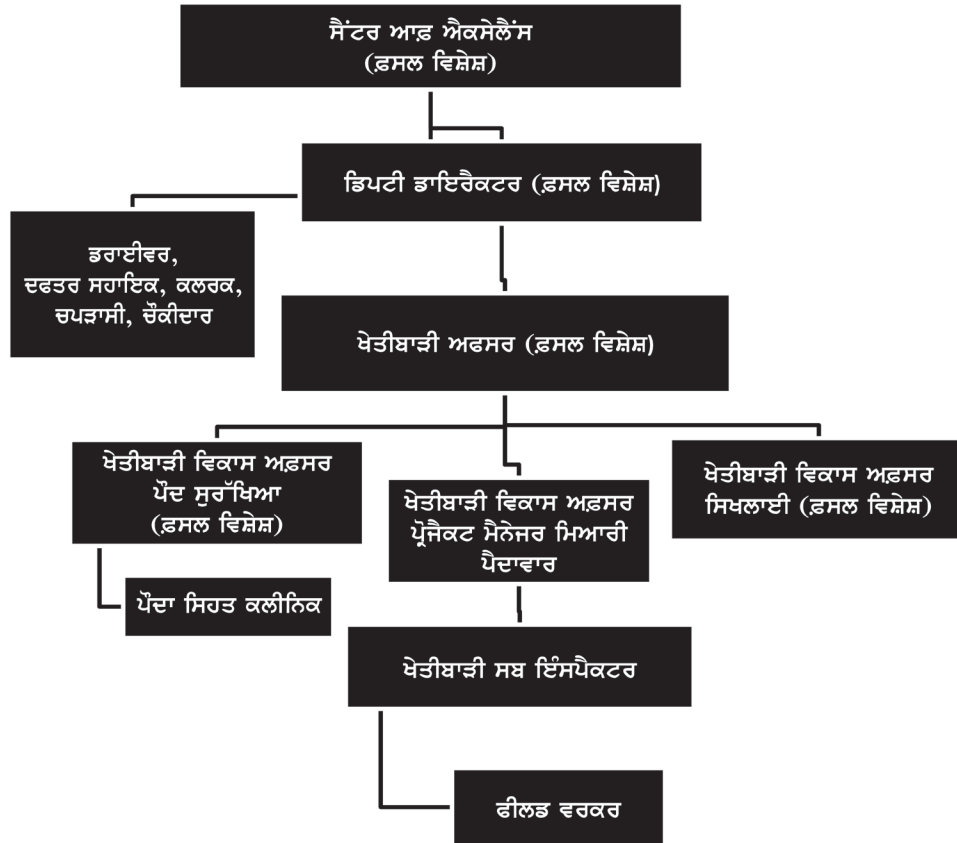 ਸੈਂਟਰ ਆਫ਼ ਐਕਸੇਲੈਂਸ
(ਫ਼ਸਲ ਵਿਸ਼ੇਸ਼)
ਡਿਪਟੀ ਡਾਇਰੈਕਟਰ (ਫ਼ਸਲ ਵਿਸ਼ੇਸ਼)
ਡਰਾਈਵਰ,
ਦਫਤਰ ਸਹਾਇਕ, ਕਲਰਕ,
ਚਪੜਾਸੀ, ਚੌਕੀਦਾਰ
ਖੇਤੀਬਾੜੀ ਅਫਸਰ (ਫ਼ਸਲ ਵਿਸ਼ੇਸ਼)
ਖੇਤੀਬਾੜੀ ਵਿਕਾਸ ਅਫ਼ਸਰ
ਪੌਦ ਸੁਰੱਖਿਆ
(ਫ਼ਸਲ ਵਿਸ਼ੇਸ਼)
ਖੇਤੀਬਾੜੀ ਵਿਕਾਸ ਅਫ਼ਸਰ
ਪ੍ਰੋਜੈਕਟ ਮੈਨੇਜਰ ਮਿਆਰੀ
ਪੈਦਾਵਾਰ
ਖੇਤੀਬਾੜੀ ਵਿਕਾਸ ਅਫ਼ਸਰ
ਸਿਖਲਾਈ (ਫ਼ਸਲ ਵਿਸ਼ੇਸ਼)
ਪੌਦਾ ਸਿਹਤ ਕਲੀਨਿਕ
ਖੇਤੀਬਾੜੀ ਸਬ ਇੰਸਪੈਕਟਰ
ਫੀਲਡ ਵਰਕਰ